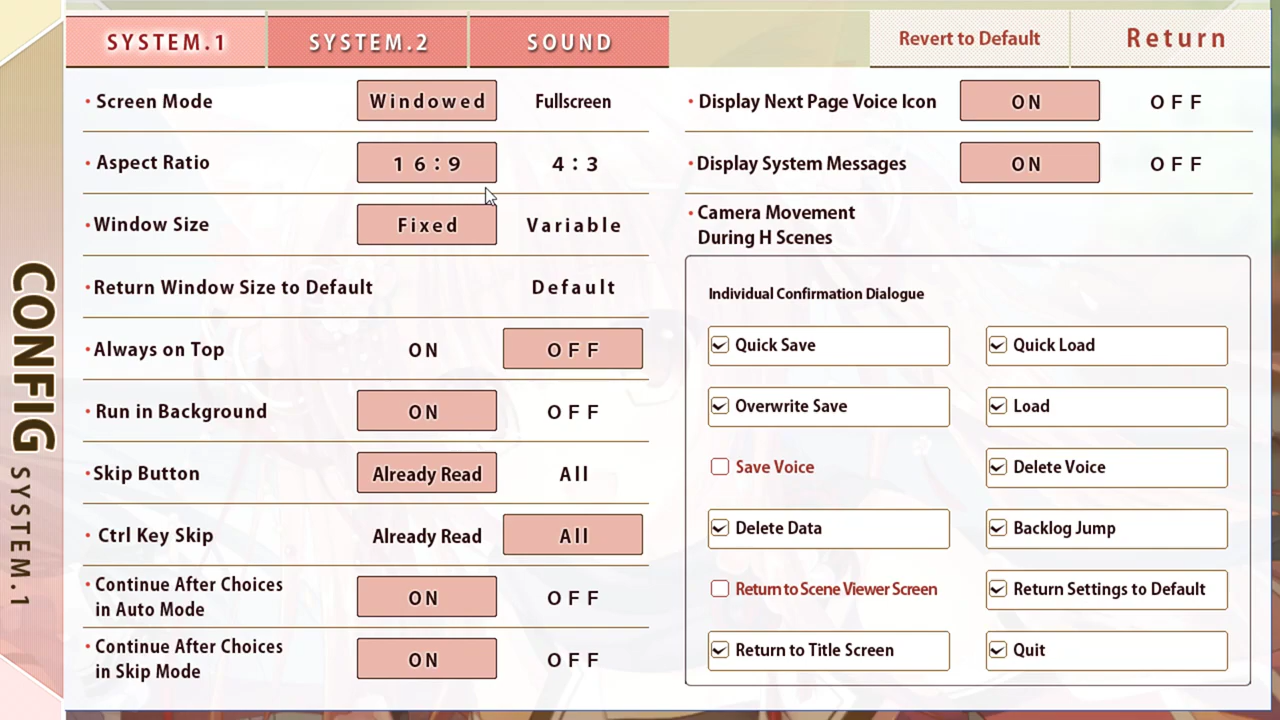 SYSTEM.1 SYSTEM.2 SOUND Revert to Default Return
CONFIG SYSTEM.1
• Screen Mode Windowed Fullscreen
• Aspect Ratio 16:9 4:3
• Window Size Fixed Variable
• Return Window Size to Default Default
• Always on Top ON OFF
• Run in Background ON OFF
• Skip Button Already Read All
• Ctrl Key Skip Already Read All
• Continue After Choices
in Auto Mode ON OFF
• Continue After Choices
in Skip Mode ON OFF
• Display Next Page Voice Icon ON OFF
• Display System Messages ON OFF
• Camera Movement
During H Scenes
Individual Confirmation Dialogue
Quick Save Quick Load
Overwrite Save Load
Save Voice Delete Voice
Delete Data Backlog Jump
Return to Scene Viewer Screen Return Settings to Default
Return to Title Screen Quit